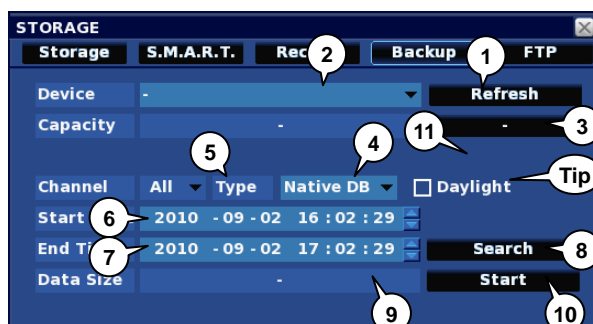 STORAGE
Storage S.M.A.R.T. Rec Backup FTP
2 1
Device - Refresh
Capacity - - 3
11
5 4
Channel All Type Native DB Daylight Tip
Start 6 2010 - 09 - 02 16 : 02 : 29
End Ti 7 2010 - 09 - 02 17 : 02 : 29 Search 8
Data Size - Start
9 10